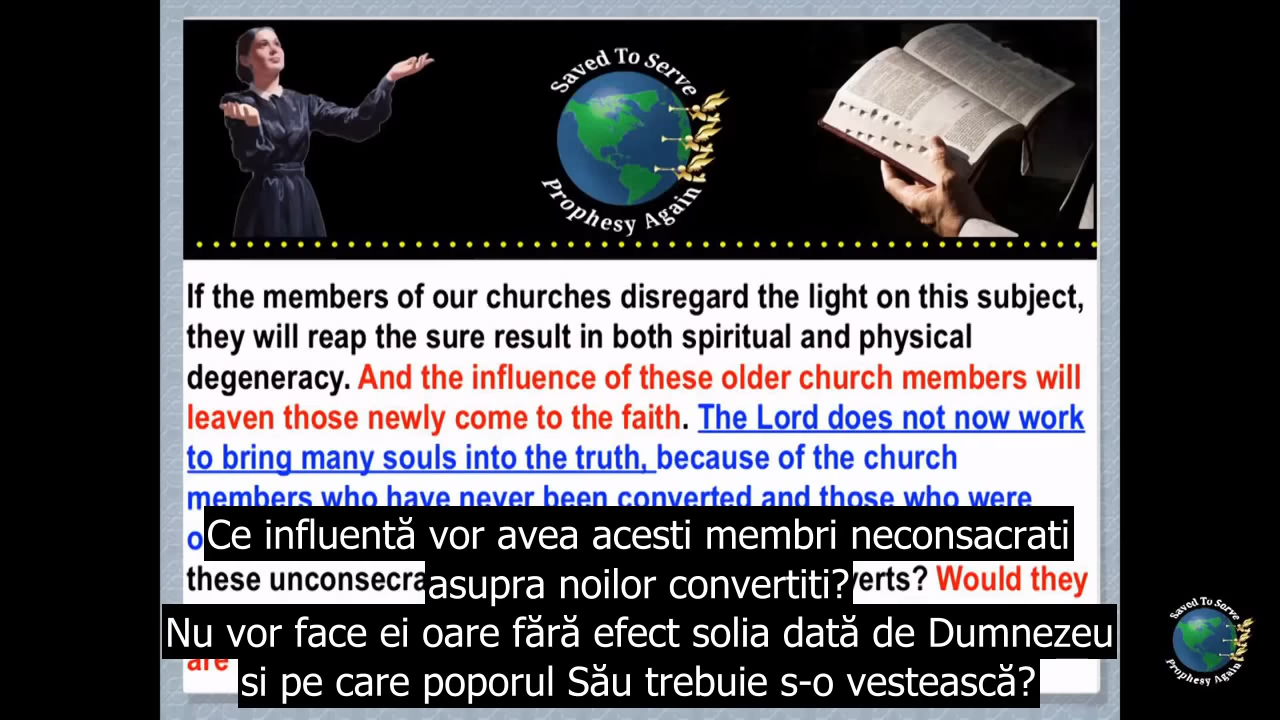 Saved To Serve
Prophesy Again
If the members of our churches disregard the light on this subject,
they will reap the sure result in both spiritual and physical
degeneracy. And the influence of these older church members will
leaven those newly come to the faith. The Lord does not now work
to bring many souls into the truth, because of the church
members who have never been converted and those who were
Ce influentă vor avea acesti membri neconsacrati
these asupra noilor convertiti? Would they
Nu vor face ei oare fără efect solia dată de Dumnezeu
are si pe care poporul Său trebuie s-o vestească?
Saved To Serve
Prophesy Again